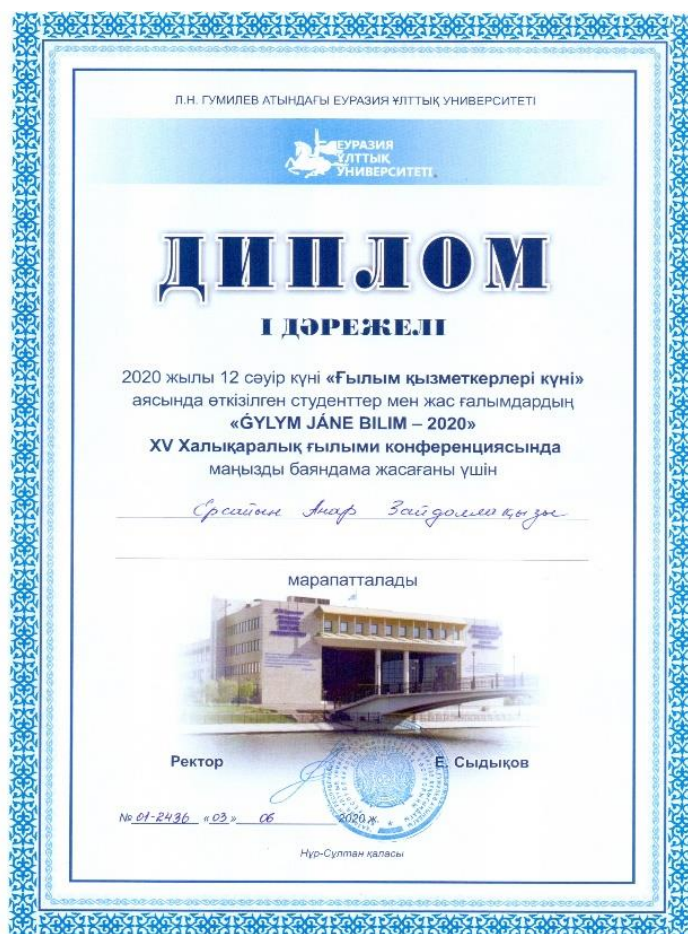 Л.Н. ГУМИЛЕВ АТЫНДАҒЫ ЕУРАЗИЯ ҰЛТТЫҚ УНИВЕРСИТЕТІ
ЕУРАЗИЯ
ҰЛТТЫҚ
УНИВЕРСИТЕТІ
ДИПЛОМ
І ДӘРЕЖЕЛІ
2020 жылы 12 сәуір күні «Ғылым қызметкерлері күні»
аясында өткізілген студенттер мен жас ғалымдардың
«ǴYLYM JÁNE BILIM – 2020»
XV Халықаралық ғылыми конференциясында
маңызды баяндама жасағаны үшін
Ерсайын Анар Зайдоллақызы
марапатталады
Ректор Е. Сыдықов
№ 01-2436 «03» 06 2020 ж.
Нұр-Сұлтан қаласы